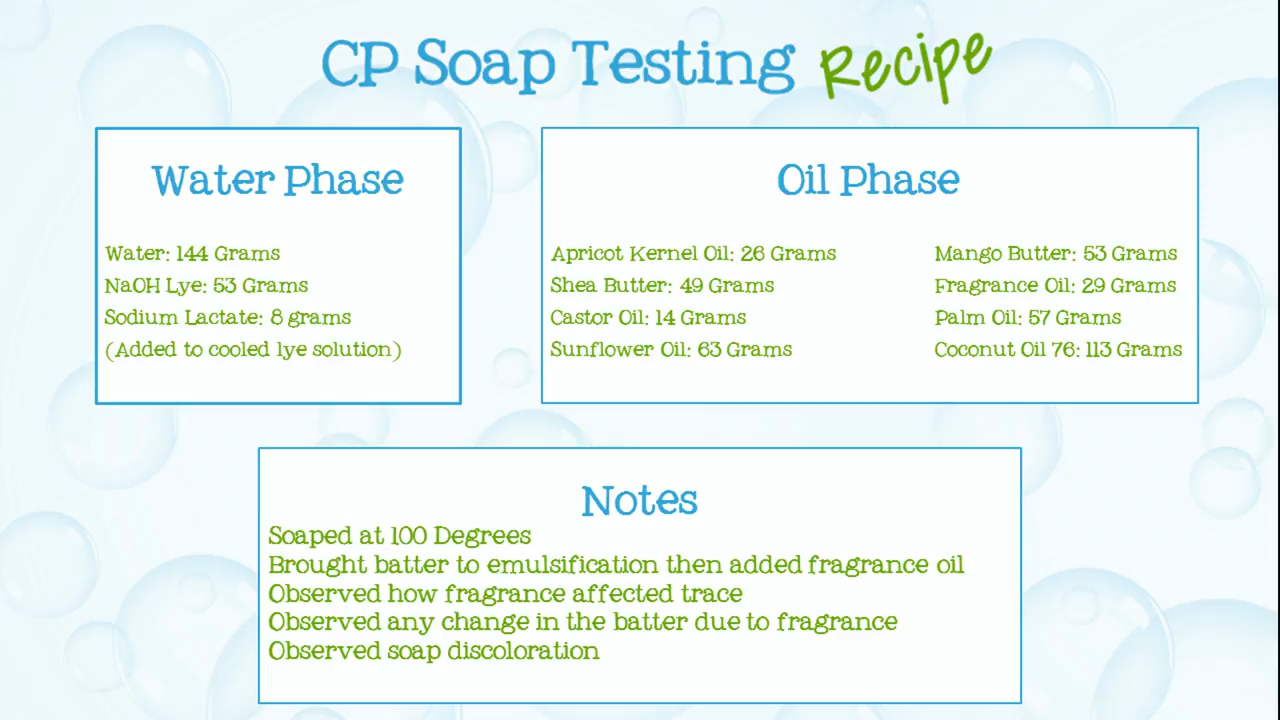 CP Soap Testing Recipe
Water Phase
Water: 144 Grams
NaOH Lye: 53 Grams
Sodium Lactate: 8 grams
(Added to cooled lye solution)
Oil Phase
Apricot Kernel Oil: 26 Grams
Shea Butter: 49 Grams
Castor Oil: 14 Grams
Sunflower Oil: 63 Grams
Mango Butter: 53 Grams
Fragrance Oil: 29 Grams
Palm Oil: 57 Grams
Coconut Oil 76: 113 Grams
Notes
Soaped at 100 Degrees
Brought batter to emulsification then added fragrance oil
Observed how fragrance affected trace
Observed any change in the batter due to fragrance
Observed soap discoloration